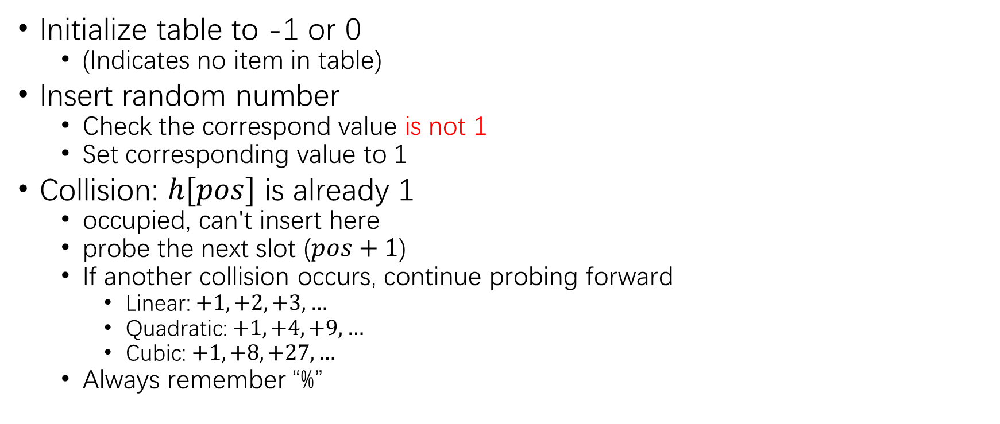 • Initialize table to -1 or 0
• (Indicates no item in table)
• Insert random number
• Check the correspond value is not 1
• Set corresponding value to 1
• Collision: h[pos] is already 1
• occupied, can't insert here
• probe the next slot (pos + 1)
• If another collision occurs, continue probing forward
• Linear: +1, +2, +3, ...
• Quadratic: +1, +4, +9, ...
• Cubic: +1, +8, +27, ...
• Always remember “%”